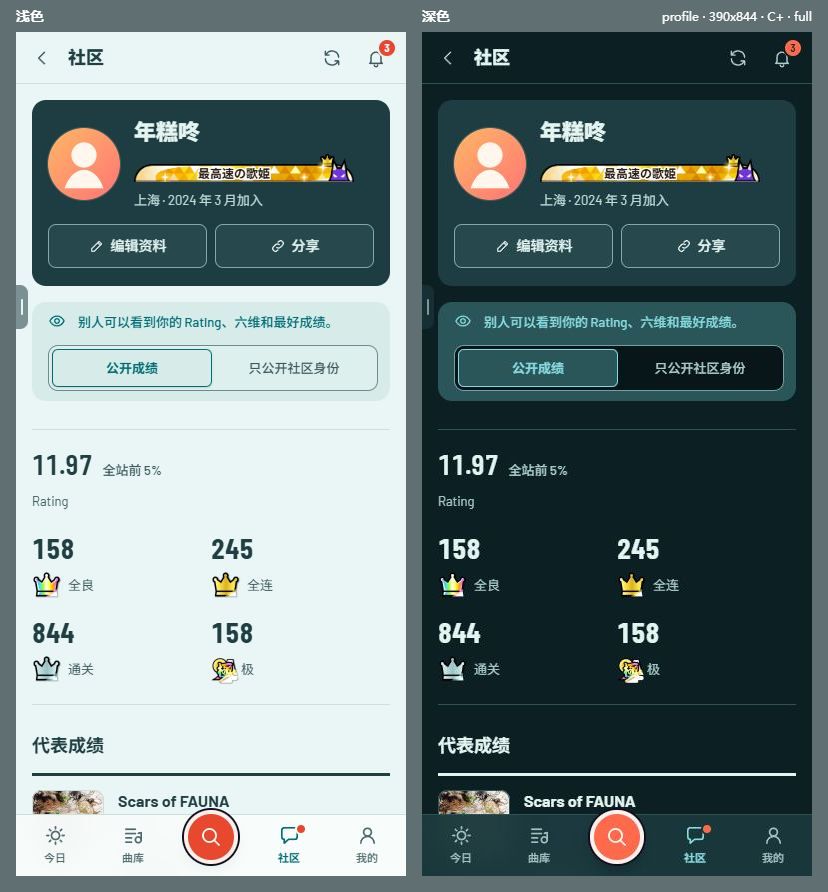 浅色
社区
3
年糕咚
最高速の歌姫
上海 · 2024 年 3 月加入
编辑资料
分享
别人可以看到你的 Rating、六维和最好成绩。
公开成绩
只公开社区身份
11.97 全站前 5%
Rating
158
245
全良
全连
844
158
通关
极
代表成绩
Scars of FAUNA
今日
曲库
社区
我的
深色
profile · 390x844 · C+ · full
社区
3
年糕咚
最高速の歌姫
上海 · 2024 年 3 月加入
编辑资料
分享
别人可以看到你的 Rating、六维和最好成绩。
公开成绩
只公开社区身份
11.97 全站前 5%
Rating
158
245
全良
全连
844
158
通关
极
代表成绩
Scars of FAUNA
今日
曲库
社区
我的